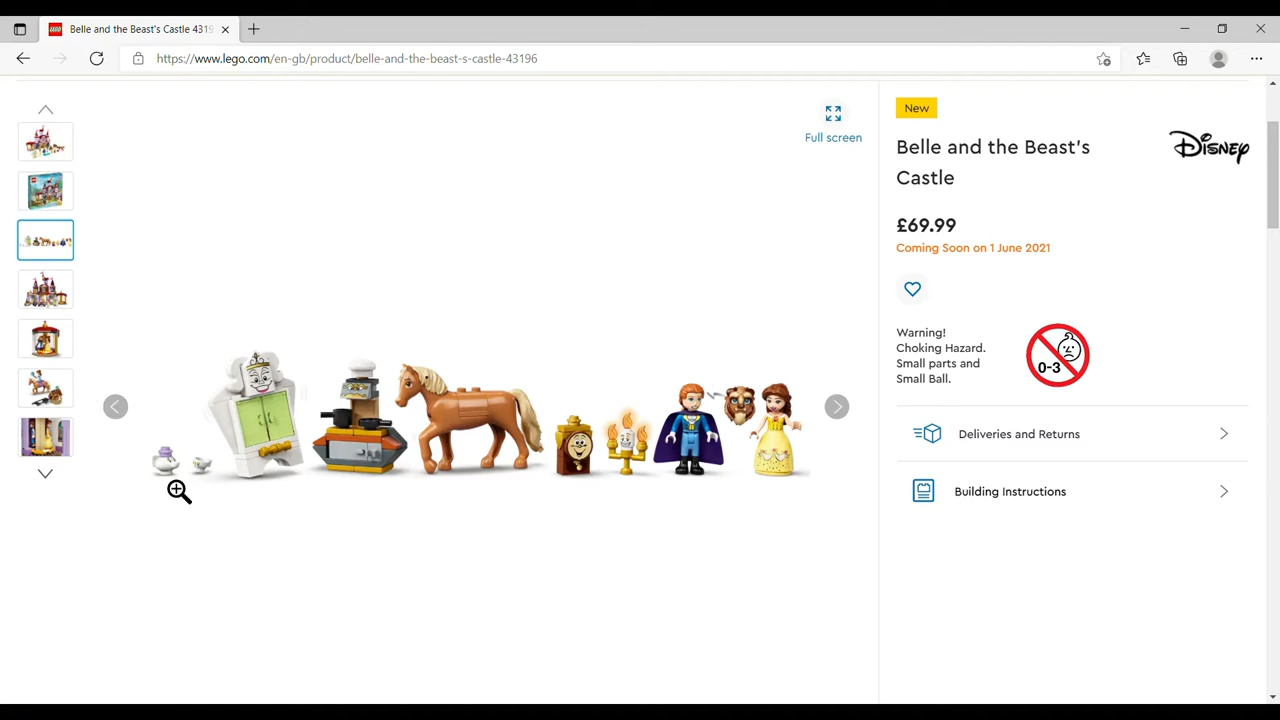 Belle and the Beast's Castle 4319
https://www.lego.com/en-gb/product/belle-and-the-beast-s-castle-43196
Full screen
New
Belle and the Beast's
Castle
Disney
£69.99
Coming Soon on 1 June 2021
Warning!
Choking Hazard.
Small parts and
Small Ball.
0-3
Deliveries and Returns
Building Instructions